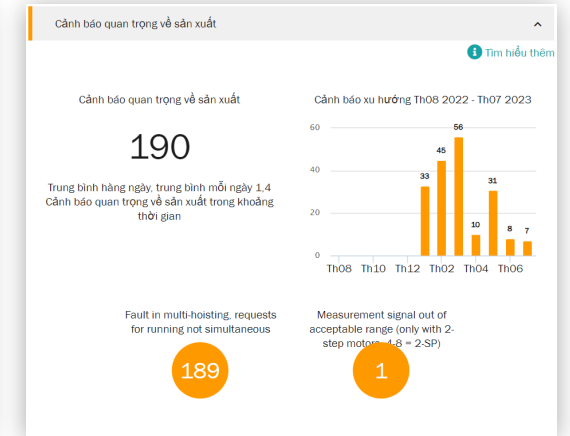 Cảnh báo quan trọng về sản xuất
Tìm hiểu thêm
Cảnh báo quan trọng về sản xuất
190
Trung bình hàng ngày, trung bình mỗi ngày 1,4
Cảnh báo quan trọng về sản xuất trong khoảng
thời gian
Cảnh báo xu hướng Th08 2022 - Th07 2023
60
40
20
0
33
45
56
10
31
8
7
Th08 Th10 Th12 Th02 Th04 Th06
Fault in multi-hoisting, requests
for running not simultaneous
189
Measurement signal out of
acceptable range (only with 2-
step motors, 4-8 = 2-SP)
1